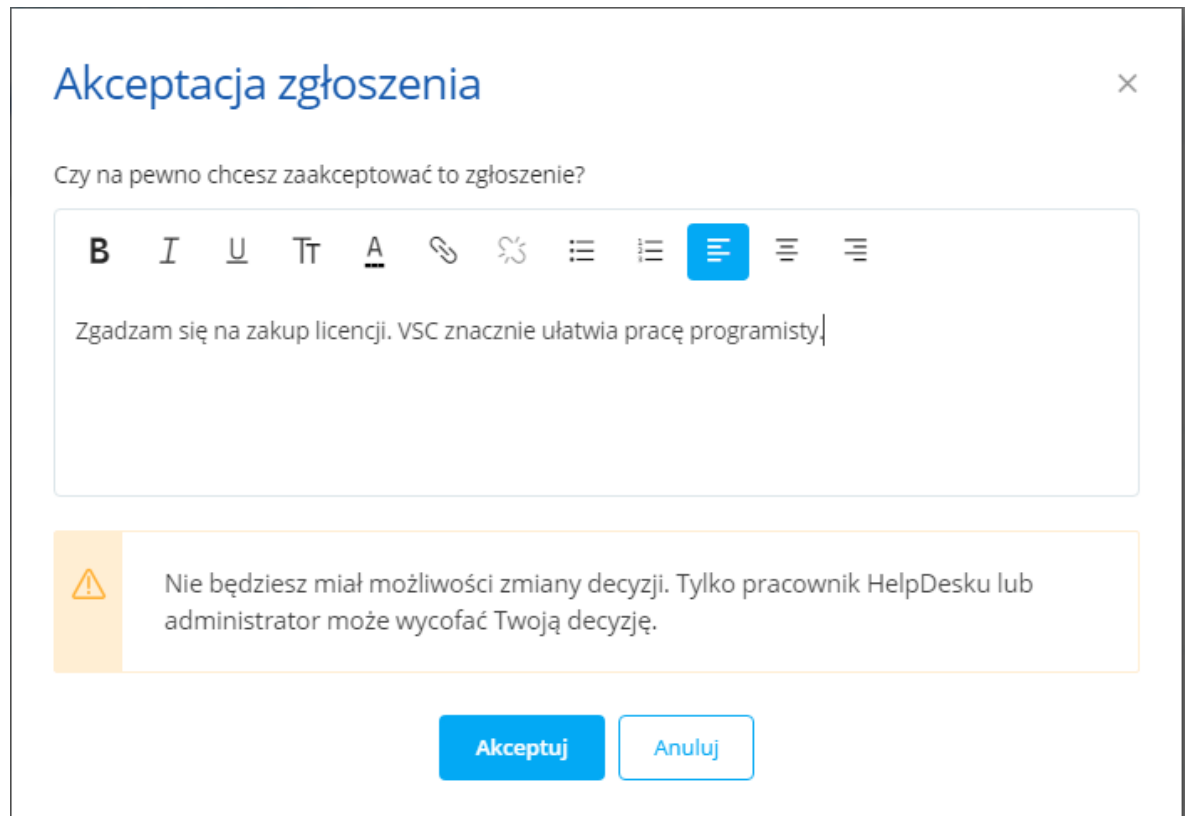 Akceptacja zgłoszenia
Czy na pewno chcesz zaakceptować to zgłoszenie?
B I U TT A
Zgadzam się na zakup licencji. VSC znacznie ułatwia pracę programisty.
Nie będziesz miał możliwości zmiany decyzji. Tylko pracownik HelpDesku lub
administrator może wycofać Twoją decyzję.
Akceptuj Anuluj